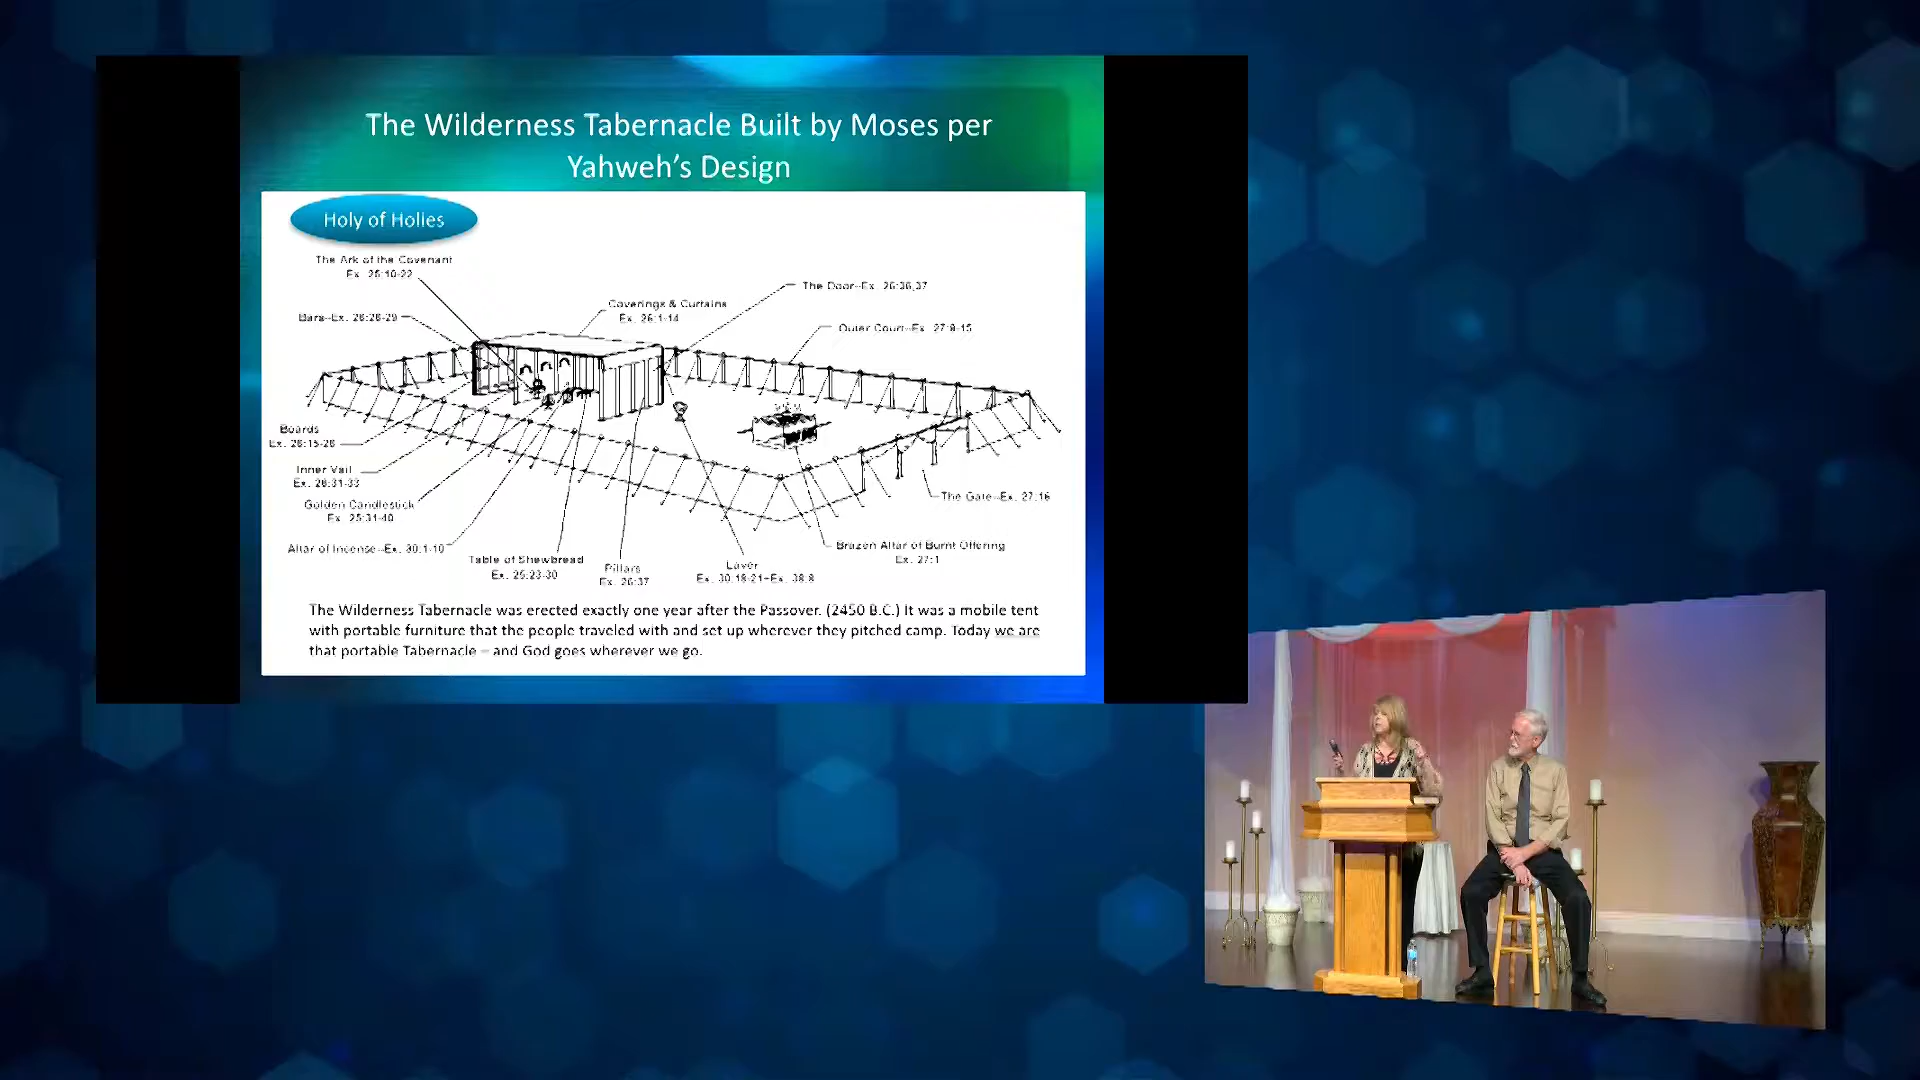 The Wilderness Tabernacle Built by Moses per
Yahweh's Design
Holy of Holies
The Ark of the Covenant
Ex. 25:10-22
Bars--Ex. 26:26-29
Coverings & Curtains
Ex. 26:1-14
The Door--Ex. 26:36,37
Outer Court--Ex. 27:9-15
Boards
Ex. 26:15-26
Inner Vail
Ex. 26:31-33
Golden Candlestick
Ex. 25:31-40
Altar of Incense--Ex. 30:1-10
Table of Shewbread
Ex. 25:23-30
Pillars
Ex. 26:37
Laver
Ex. 30:18-21--Ex. 38:8
Brazen Altar of Burnt Offering
Ex. 27:1
The Gate--Ex. 27:16
The Wilderness Tabernacle was erected exactly one year after the Passover. (2450 B.C.) It was a mobile tent
with portable furniture that the people traveled with and set up wherever they pitched camp. Today we are
that portable Tabernacle – and God goes wherever we go.